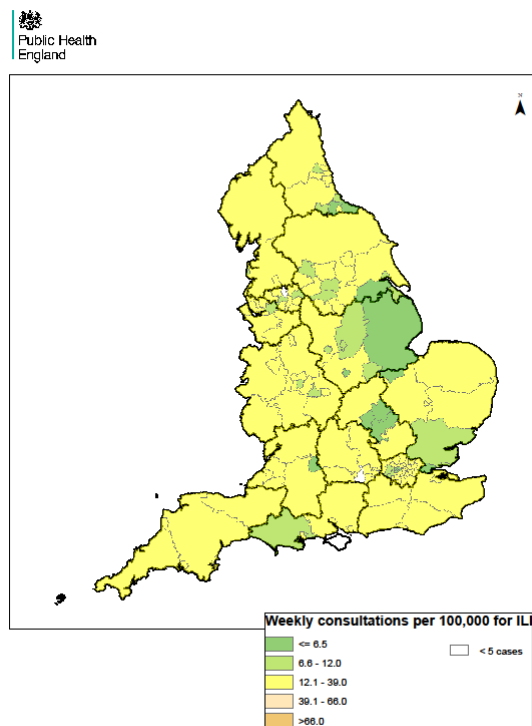 Public Health
England
N
Weekly consultations per 100,000 for ILI
<= 6.5
< 5 cases
6.6 - 12.0
12.1 - 39.0
39.1 - 66.0
>66.0